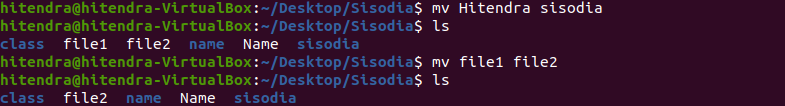 hitendra@hitendra-VirtualBox:~/Desktop/Sisodia$ mv Hitendra sisodia
hitendra@hitendra-VirtualBox:~/Desktop/Sisodia$ ls
class  file1  file2  name  Name  sisodia
hitendra@hitendra-VirtualBox:~/Desktop/Sisodia$ mv file1 file2
hitendra@hitendra-VirtualBox:~/Desktop/Sisodia$ ls
class  file2  name  Name  sisodia